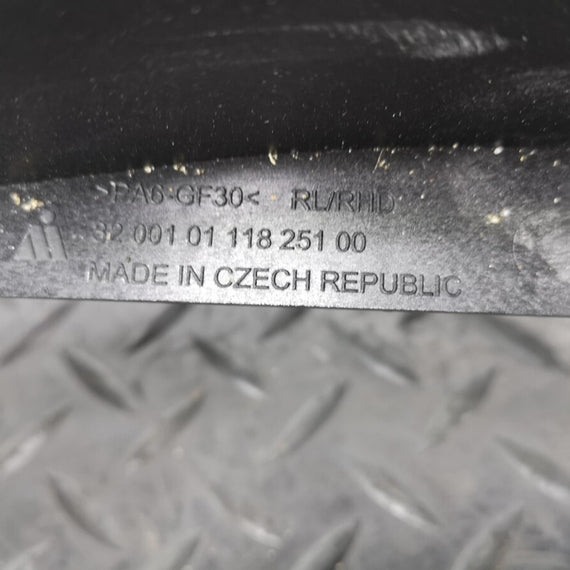 >PA6-GF30< RL/RHD
32 001 01 118 251 00
MADE IN CZECH REPUBLIC